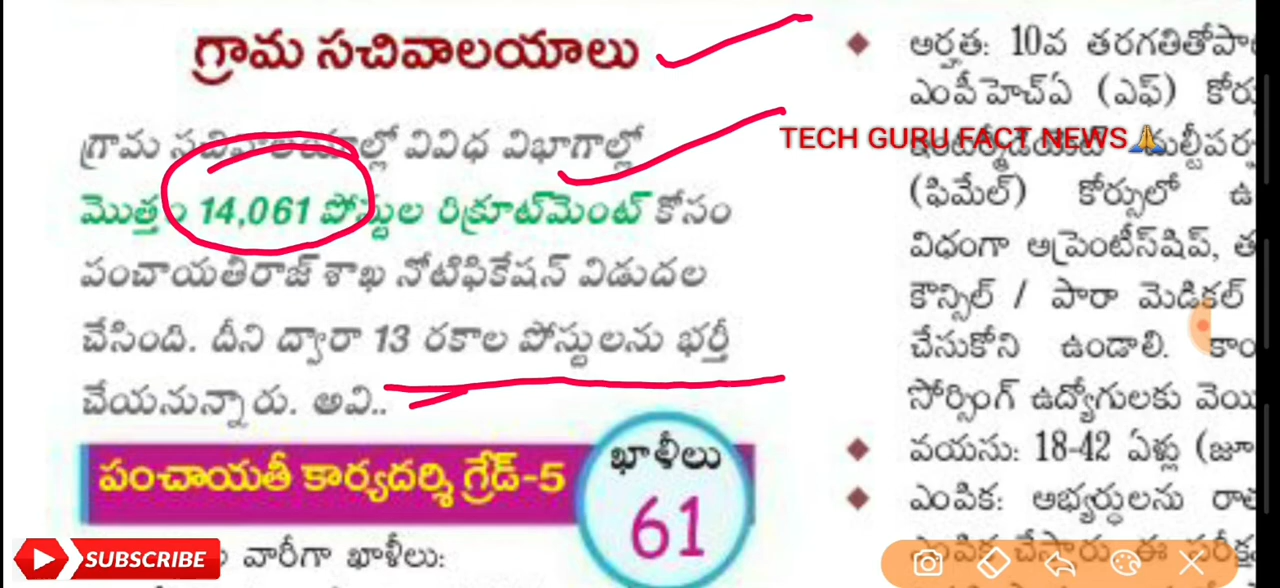 గ్రామ సచివాలయాలు
గ్రామ సచివాలయాల్లో వివిధ విభాగాల్లో
మొత్తం 14,061 పోస్టుల రిక్రూట్‌మెంట్ కోసం
పంచాయతీరాజ్ శాఖ నోటిఫికేషన్ విడుదల
చేసింది. దీని ద్వారా 13 రకాల పోస్టులను భర్తీ
చేయనున్నారు. అవి..
పంచాయతీ కార్యదర్శి గ్రేడ్-5
ఖాళీలు
61
వారీగా ఖాళీలు:
SUBSCRIBE
అర్హత: 10వ తరగతితోపా
ఎంపీహెచ్ఏ (ఎఫ్) కోర్సు
TECH GURU FACT NEWS🙏
(ఫిమేల్) కోర్సులో ఉ
విధంగా అప్రెంటీస్‌షిప్, త
కౌన్సిల్ / పారా మెడికల్
చేసుకోని ఉండాలి. కాం
సోర్సింగ్ ఉద్యోగులకు వెయి
వయసు: 18-42 ఏళ్లు (జూ
ఎంపిక: అభ్యర్థులను రా